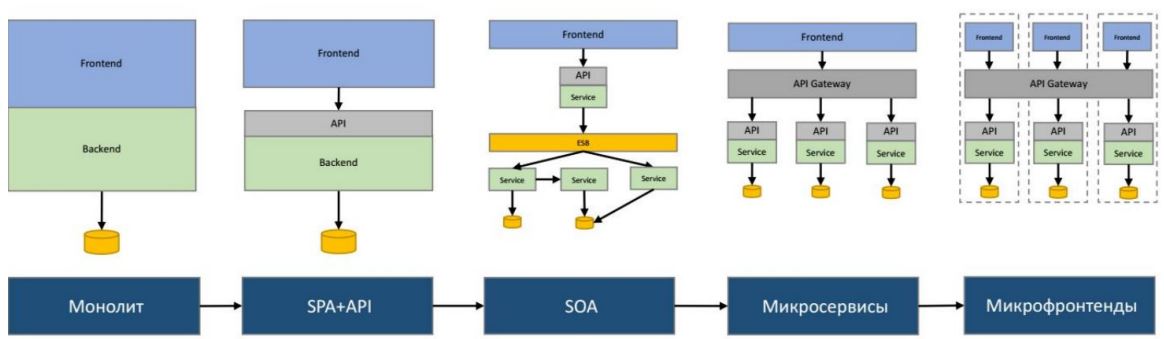 Frontend
Backend
Frontend
API
Backend
Frontend
API
Service
ESB
Service
Service
Service
Frontend
API Gateway
API
Service
API
Service
API
Service
Frontend
Frontend
Frontend
API Gateway
API
Service
API
Service
API
Service
Монолит
SPA+API
SOA
Микросервисы
Микрофронтенды